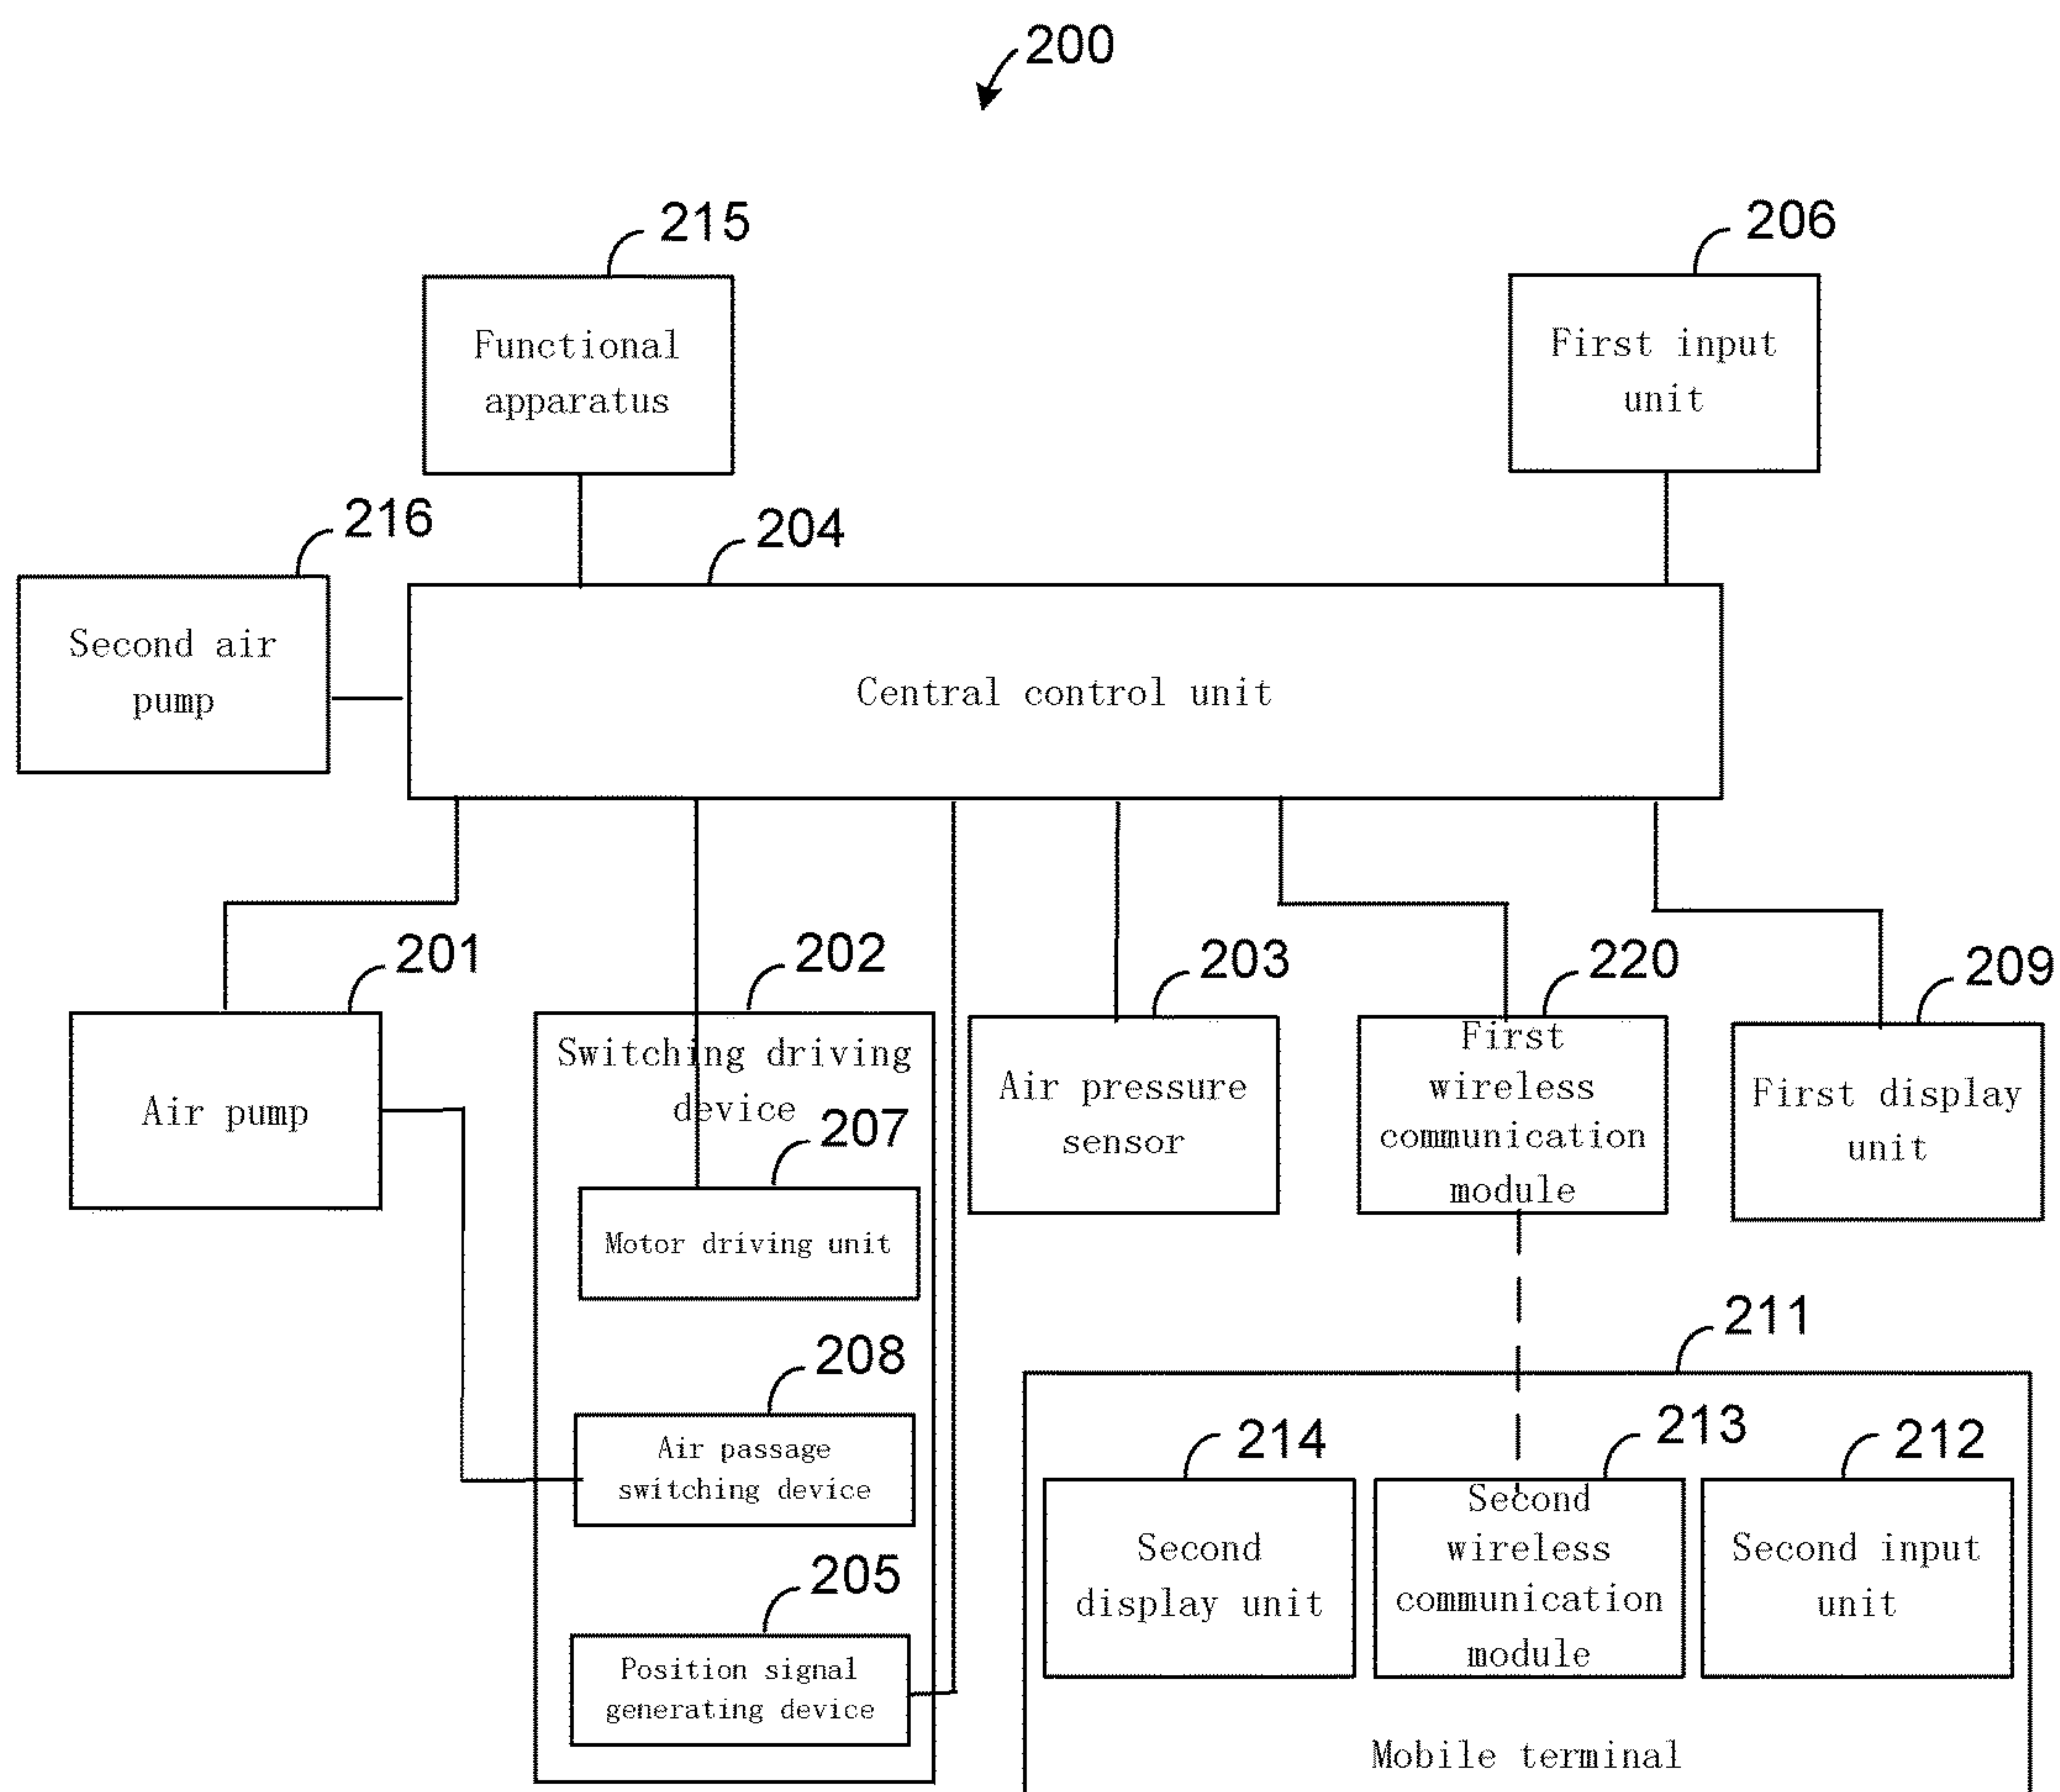 200
215
206
Functional
apparatus
First input
unit
216
204
Second air
pump
Central control unit
201
202
203
220
209
Air pump
Switching driving
device
207
Motor driving unit
208
Air passage
switching device
205
Position signal
generating device
Air pressure
sensor
First
wireless
communication
module
First display
unit
211
214
213
212
Second
display unit
Second
wireless
communication
module
Second input
unit
Mobile terminal